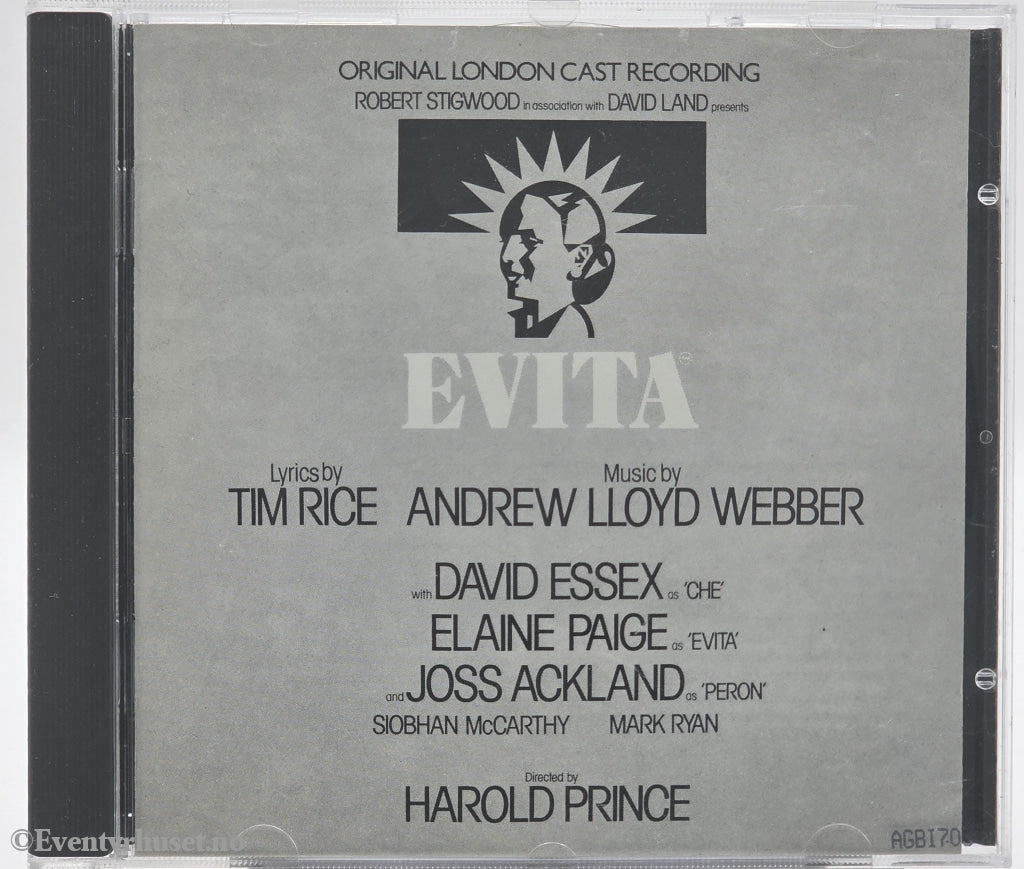 ORIGINAL LONDON CAST RECORDING
ROBERT STIGWOOD in association with DAVID LAND presents
EVITA
Lyrics by Music by
TIM RICE ANDREW LLOYD WEBBER
with DAVID ESSEX as 'CHE'
ELAINE PAIGE as 'EVITA'
and JOSS ACKLAND as 'PERON'
SIOBHAN McCARTHY MARK RYAN
Directed by
HAROLD PRINCE
©Eventyrhuset.no